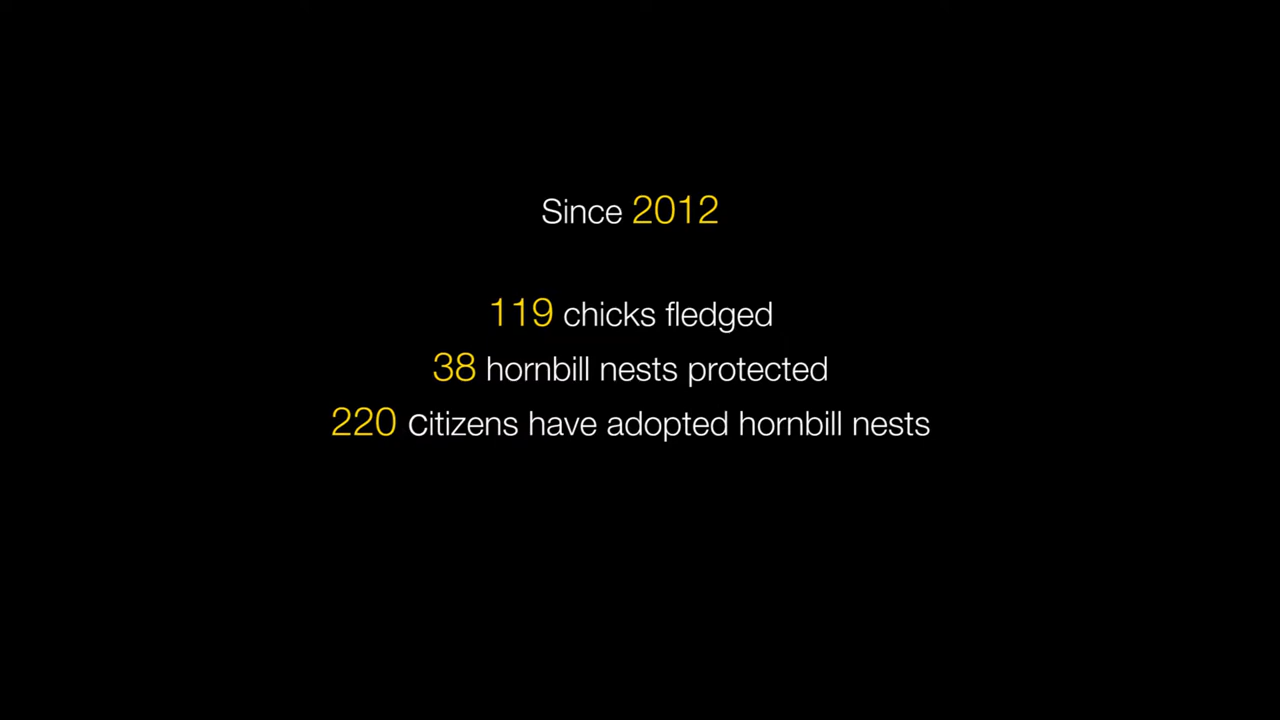 Since 2012
119 chicks fledged
38 hornbill nests protected
220 citizens have adopted hornbill nests